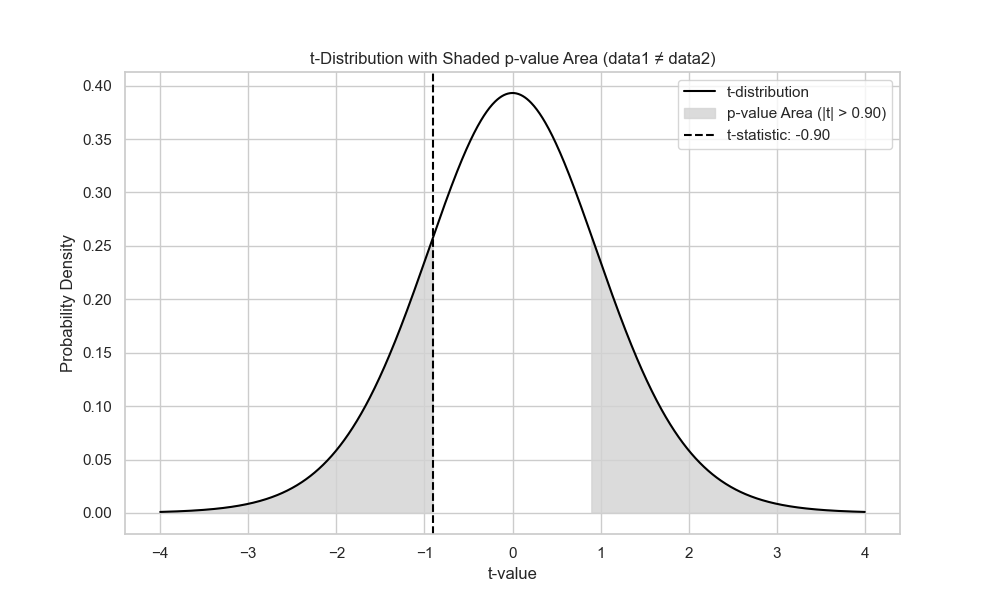 t-Distribution with Shaded p-value Area (data1 ≠ data2)
t-distribution
p-value Area (|t| > 0.90)
t-statistic: -0.90
Probability Density
0.40
0.35
0.30
0.25
0.20
0.15
0.10
0.05
0.00
−4 −3 −2 −1 0 1 2 3 4
t-value